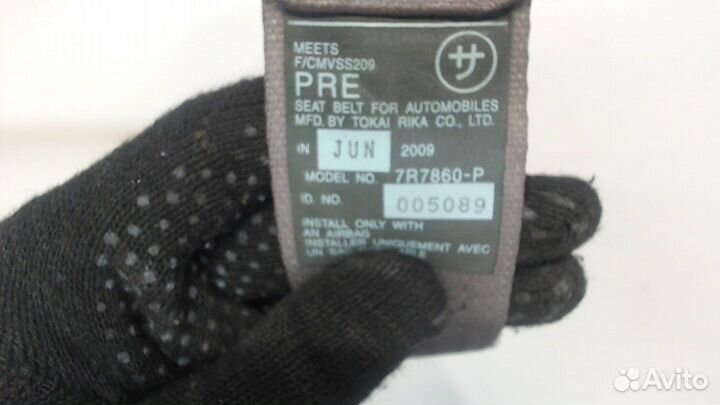 MEETS
F/CMVSS209
サ
PRE
SEAT BELT FOR AUTOMOBILES
MFD. BY TOKAI RIKA CO., LTD.
IN JUN 2009
MODEL NO. 7R7860-P
ID. NO. 005089
INSTALL ONLY WITH
AN AIRBAG
INSTALLER UNIQUEMENT AVEC
UN
Avito